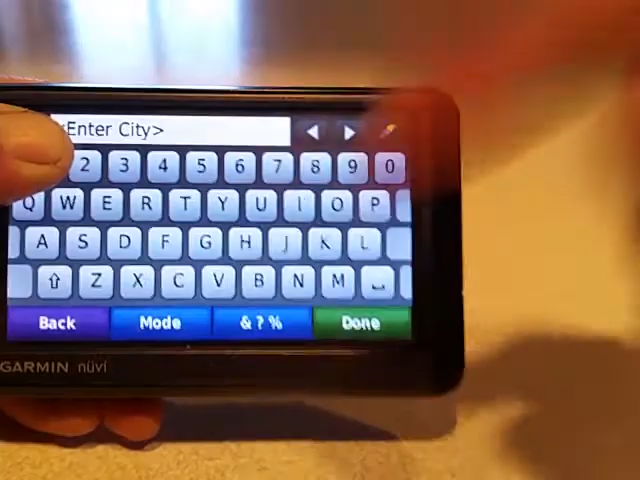 <Enter City>
2 3 4 5 6 7 8 9 0
Q W E R T Y U I O P
A S D F G H J K L
Z X C V B N M
Back Mode & ? % Done
GARMIN nüvi